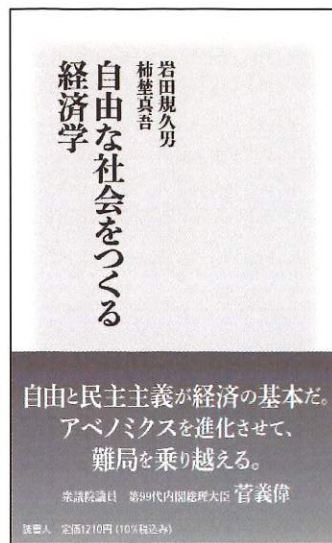 岩田規久男
柿埜真吾
自由な社会をつくる
経済学
自由と民主主義が経済の基本だ。
アベノミクスを進化させて、
難局を乗り越える。
衆議院議員 第99代内閣総理大臣 菅義偉
読書人 定価1210円(10%税込み)